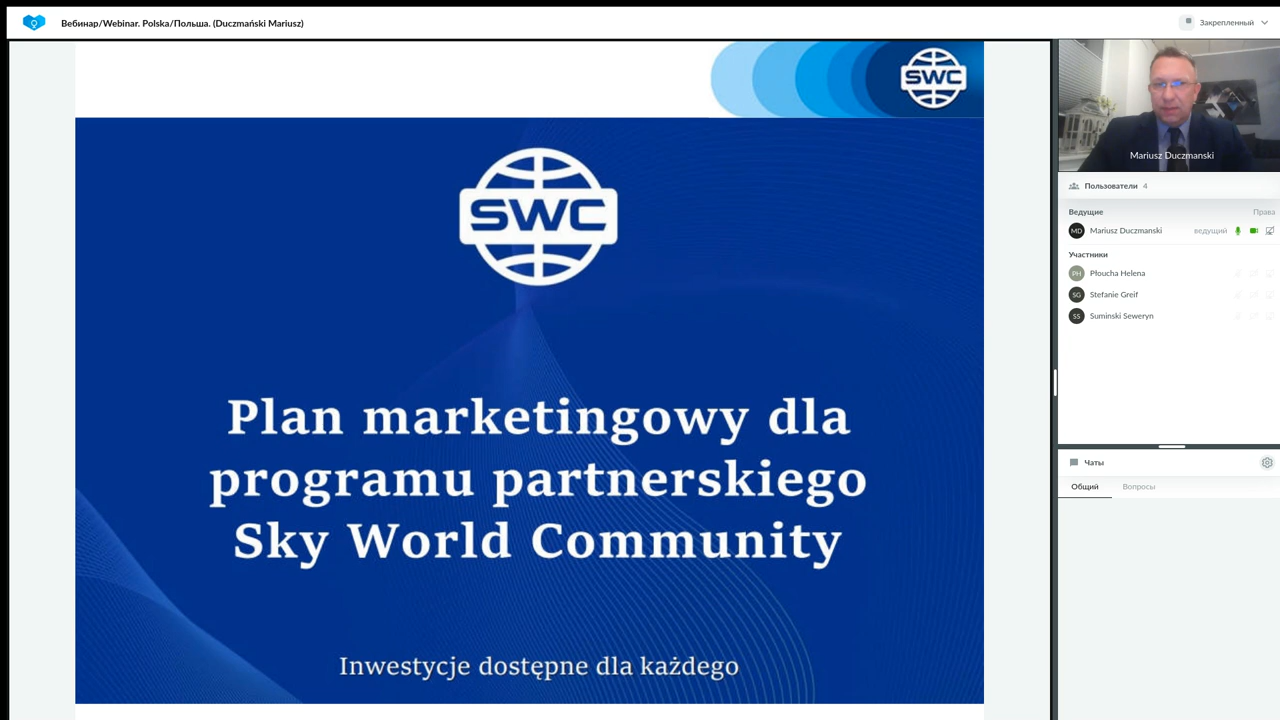 Вебинар/Webinar. Polska/Польша. (Duczmański Mariusz)
Закрепленный
SWC
SWC
Plan marketingowy dla
programu partnerskiego
Sky World Community
Inwestycje dostępne dla każdego
Mariusz Duczmanski
Пользователи 4
Ведущие Права
MD Mariusz Duczmanski ведущий
Участники
PH Płoucha Helena
SG Stefanie Greif
SS Suminski Seweryn
Чаты
Общий Вопросы